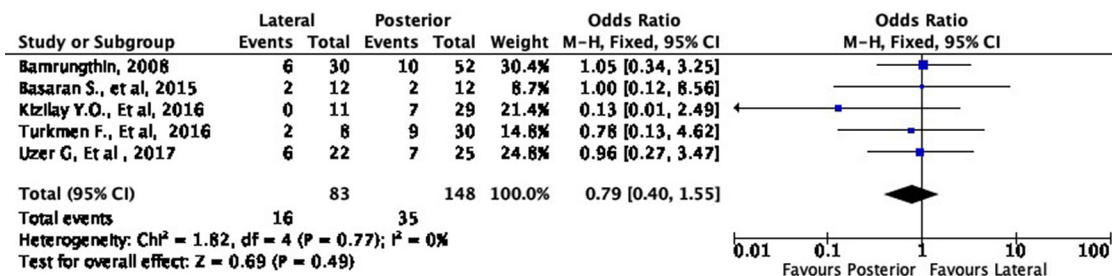 Lateral Posterior Odds Ratio Odds Ratio
Study or Subgroup Events Total Events Total Weight M-H, Fixed, 95% CI M-H, Fixed, 95% CI
Bamrungthin, 2008 6 30 10 52 30.4% 1.05 [0.34, 3.25]
Basaran S., et al, 2015 2 12 2 12 8.7% 1.00 [0.12, 8.56]
Kizilay Y.O., Et al, 2016 0 11 7 29 21.4% 0.13 [0.01, 2.49]
Turkmen F., Et al, 2016 2 8 9 30 14.8% 0.78 [0.13, 4.62]
Uzer G, Et al , 2017 6 22 7 25 24.8% 0.96 [0.27, 3.47]
Total (95% CI) 83 148 100.0% 0.79 [0.40, 1.55]
Total events 16 35
Heterogeneity: Chi² = 1.82, df = 4 (P = 0.77); I² = 0%
Test for overall effect: Z = 0.69 (P = 0.49)
0.01 0.1 1 10 100
Favours Posterior Favours Lateral